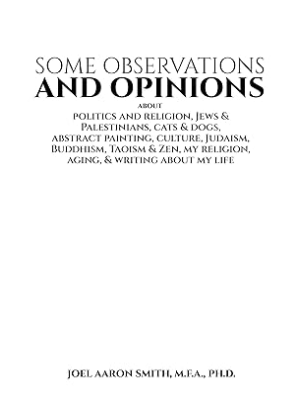 SOME OBSERVATIONS
AND OPINIONS
ABOUT
POLITICS AND RELIGION, JEWS &
PALESTINIANS, CATS & DOGS,
ABSTRACT PAINTING, CULTURE, JUDAISM,
BUDDHISM, TAOISM & ZEN, MY RELIGION,
AGING, & WRITING ABOUT MY LIFE
JOEL AARON SMITH, M.F.A., PH.D.